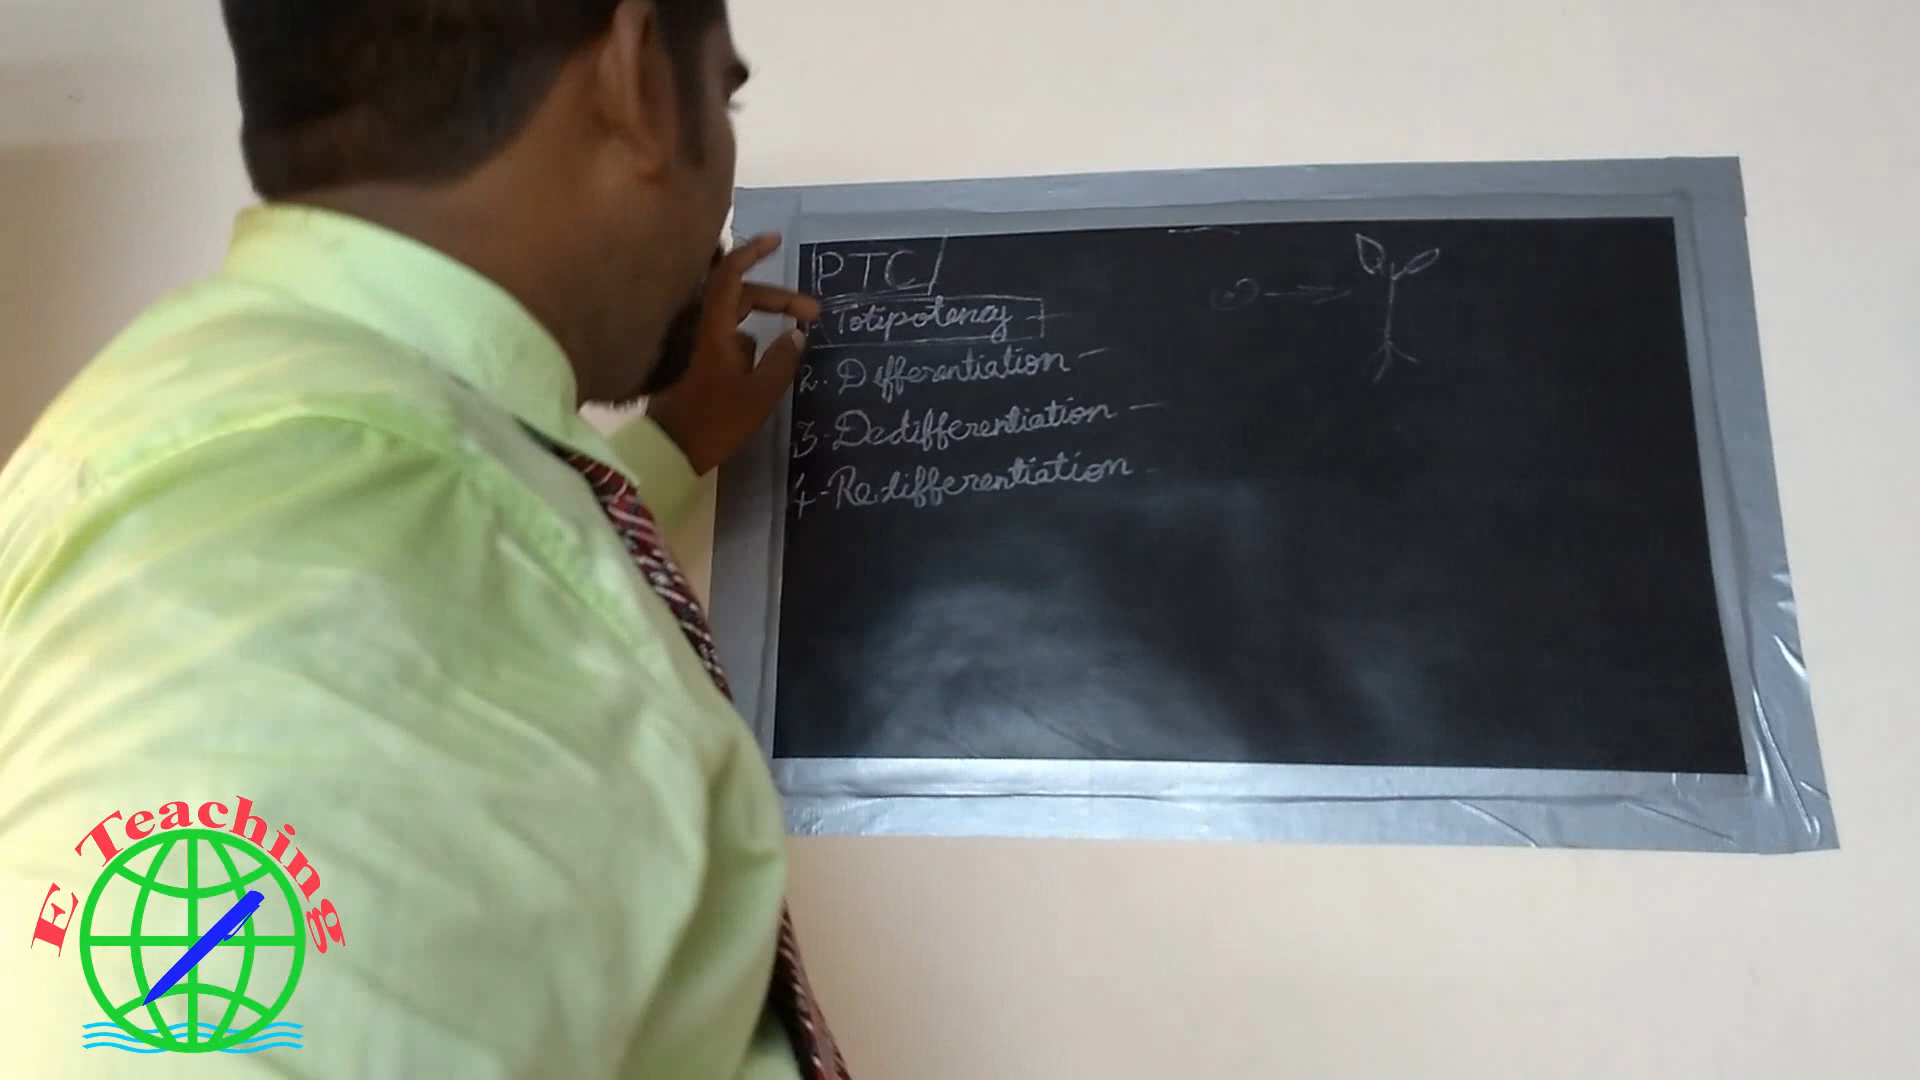 PTC
1. Totipotency -
2. Differentiation -
3. Dedifferentiation -
4. Redifferentiation -
E Teaching